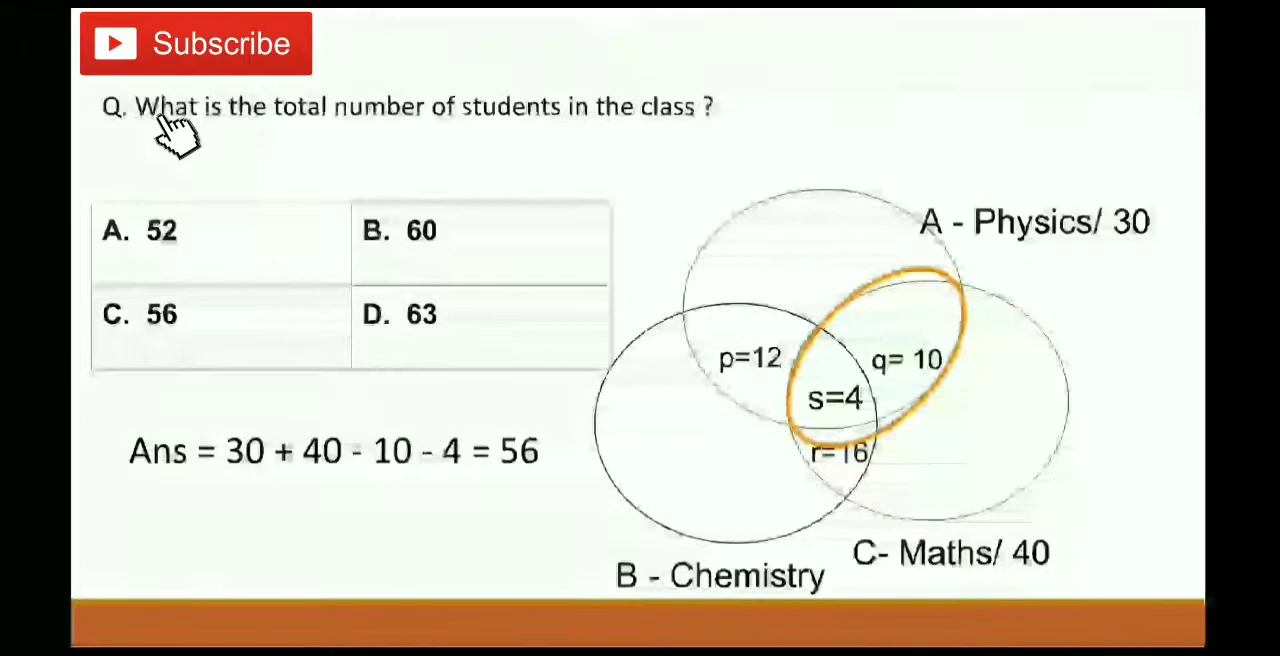 Subscribe
Q. What is the total number of students in the class ?
A. 52
B. 60
C. 56
D. 63
Ans = 30 + 40 - 10 - 4 = 56
A - Physics/ 30
p=12
q= 10
s=4
r=16
C- Maths/ 40
B - Chemistry